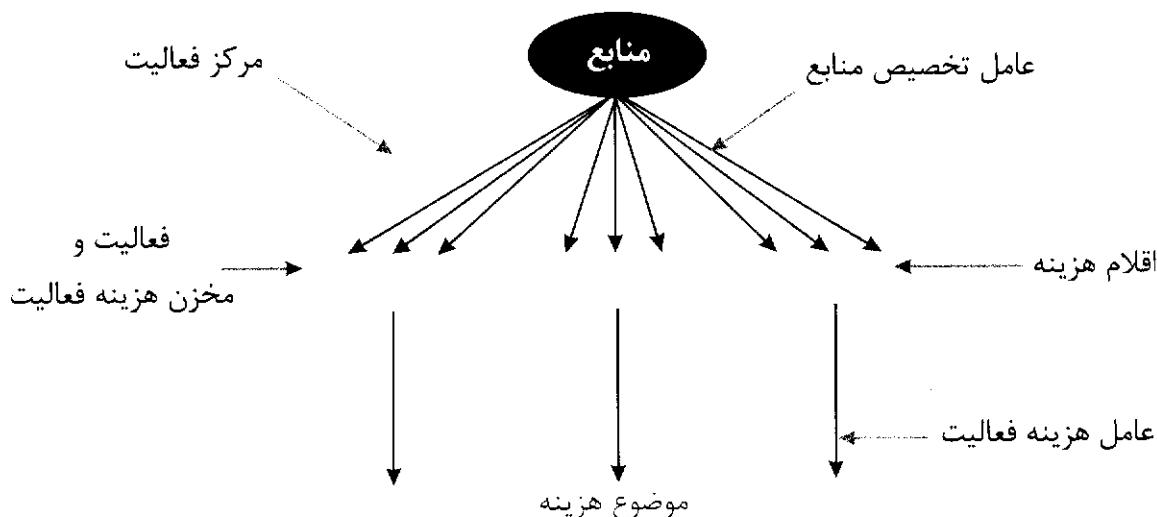 منابع
عامل تخصیص منابع
مرکز فعالیت
اقلام هزینه
فعالیت و
مخزن هزینه فعالیت
عامل هزینه فعالیت
موضوع هزینه